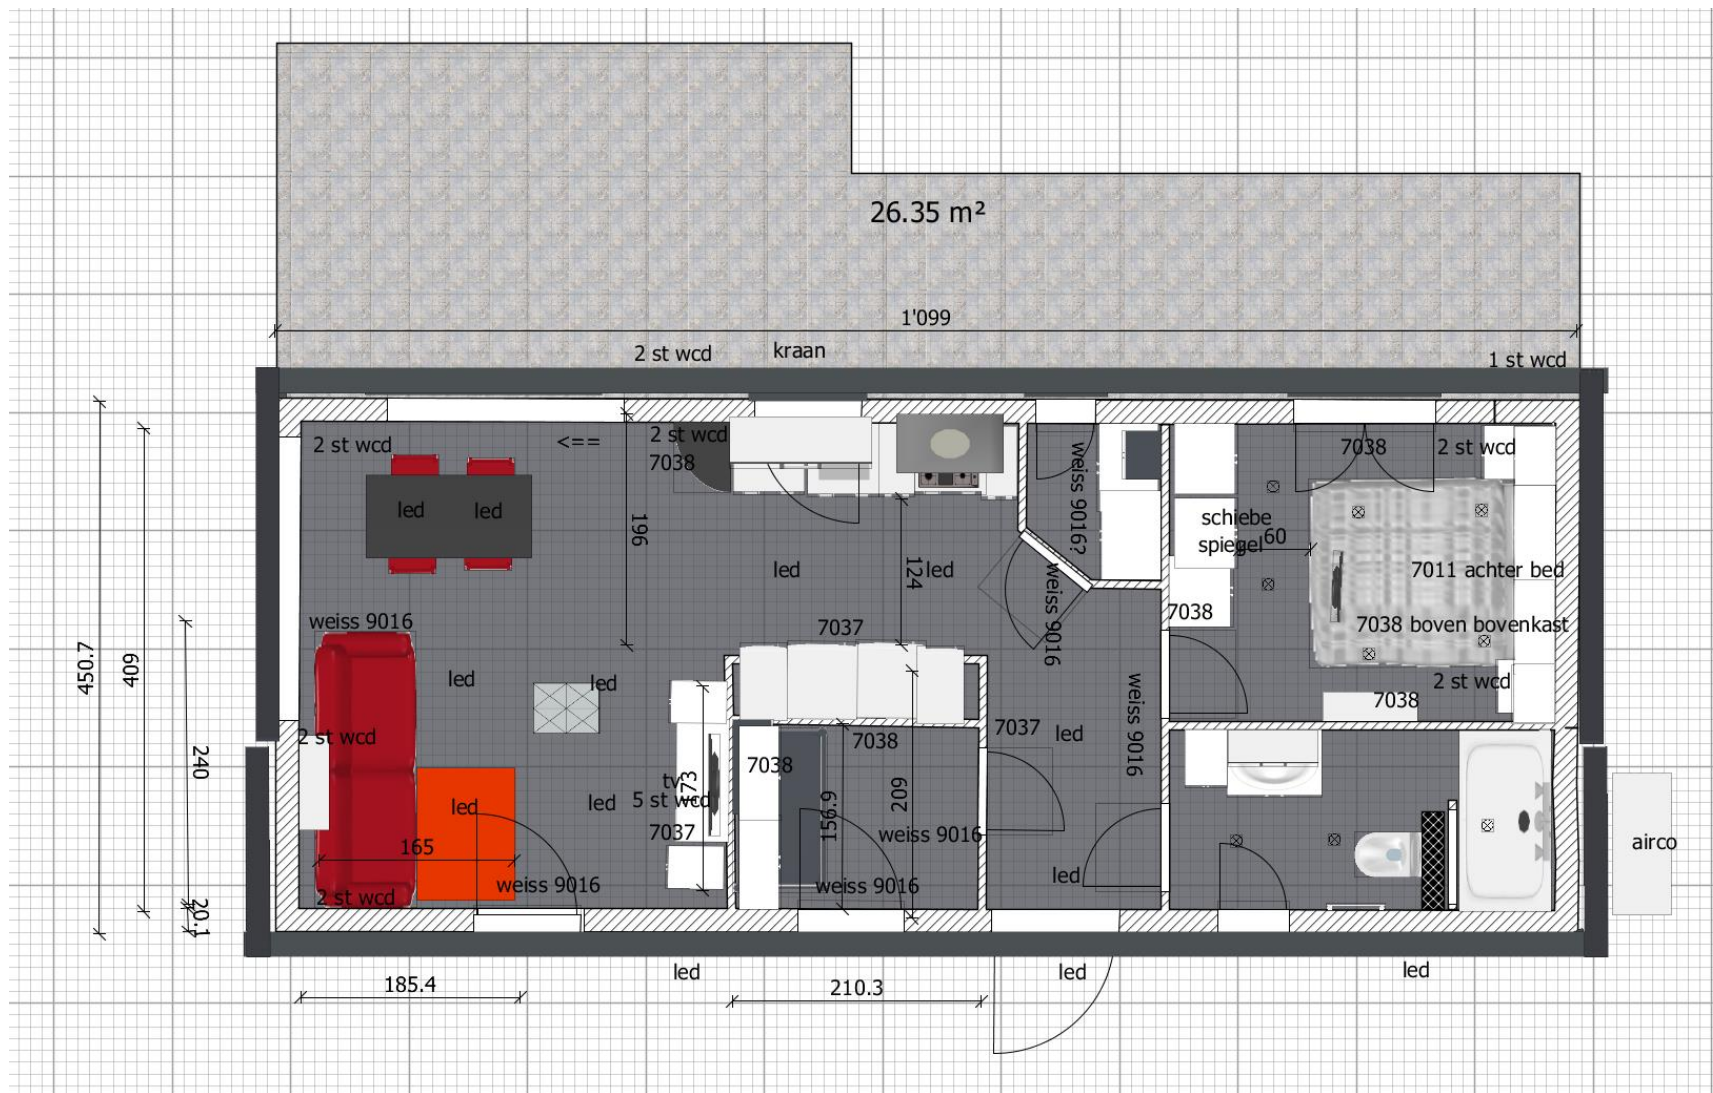 26.35 m²
1'099
2 st wcd
kraan
1 st wcd
2 st wcd
<==
2 st wcd
7038
7038
2 st wcd
led
led
196
weiss 9016?
schiebe
spiegel
60
450.7
409
led
124
led
7011 achter bed
weiss 9016
weiss 9016
7038
7038 boven bovenkast
7037
led
led
2 st wcd
7038
2 st wcd
240
7037
led
weiss 9016
7038
7038
tv
173
5 st wcd
led
led
156.9
209
7037
weiss 9016
165
airco
led
weiss 9016
weiss 9016
2 st wcd
20.1
led
led
led
185.4
210.3